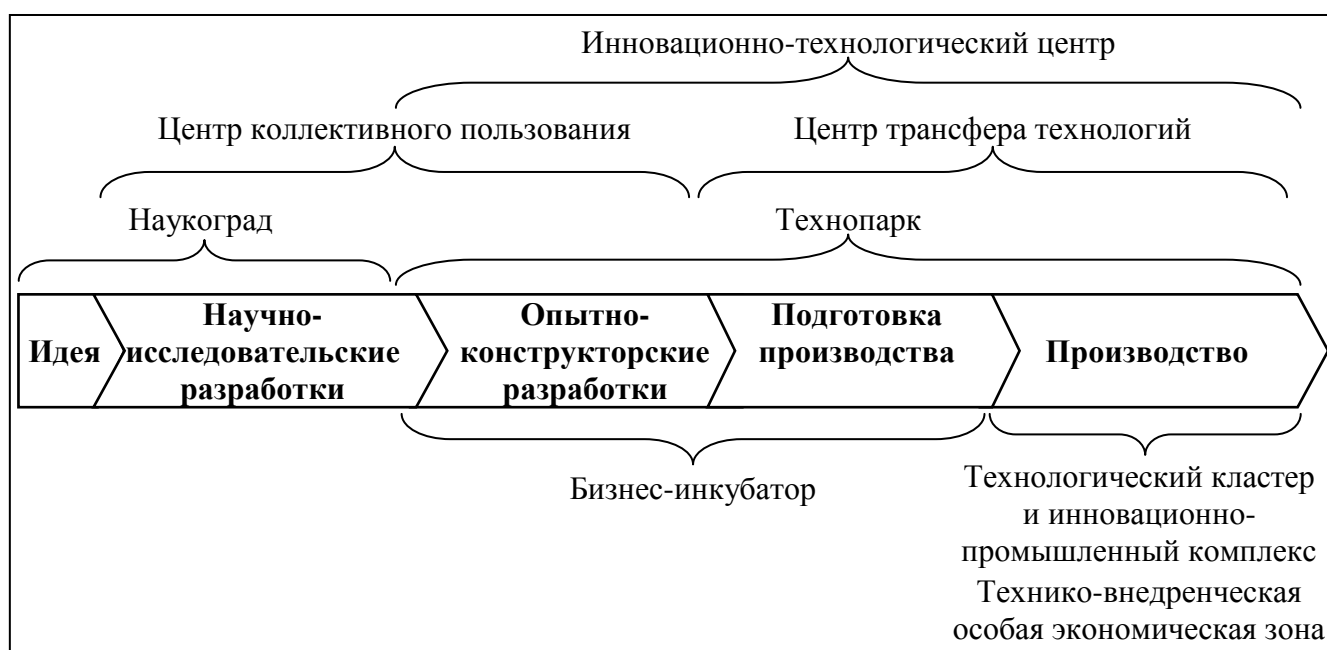 Инновационно-технологический центр
Центр коллективного пользования
Центр трансфера технологий
Наукоград
Технопарк
Идея
Научно-
исследовательские
разработки
Опытно-
конструкторские
разработки
Подготовка
производства
Производство
Бизнес-инкубатор
Технологический кластер
и инновационно-
промышленный комплекс
Технико-внедренческая
особая экономическая зона